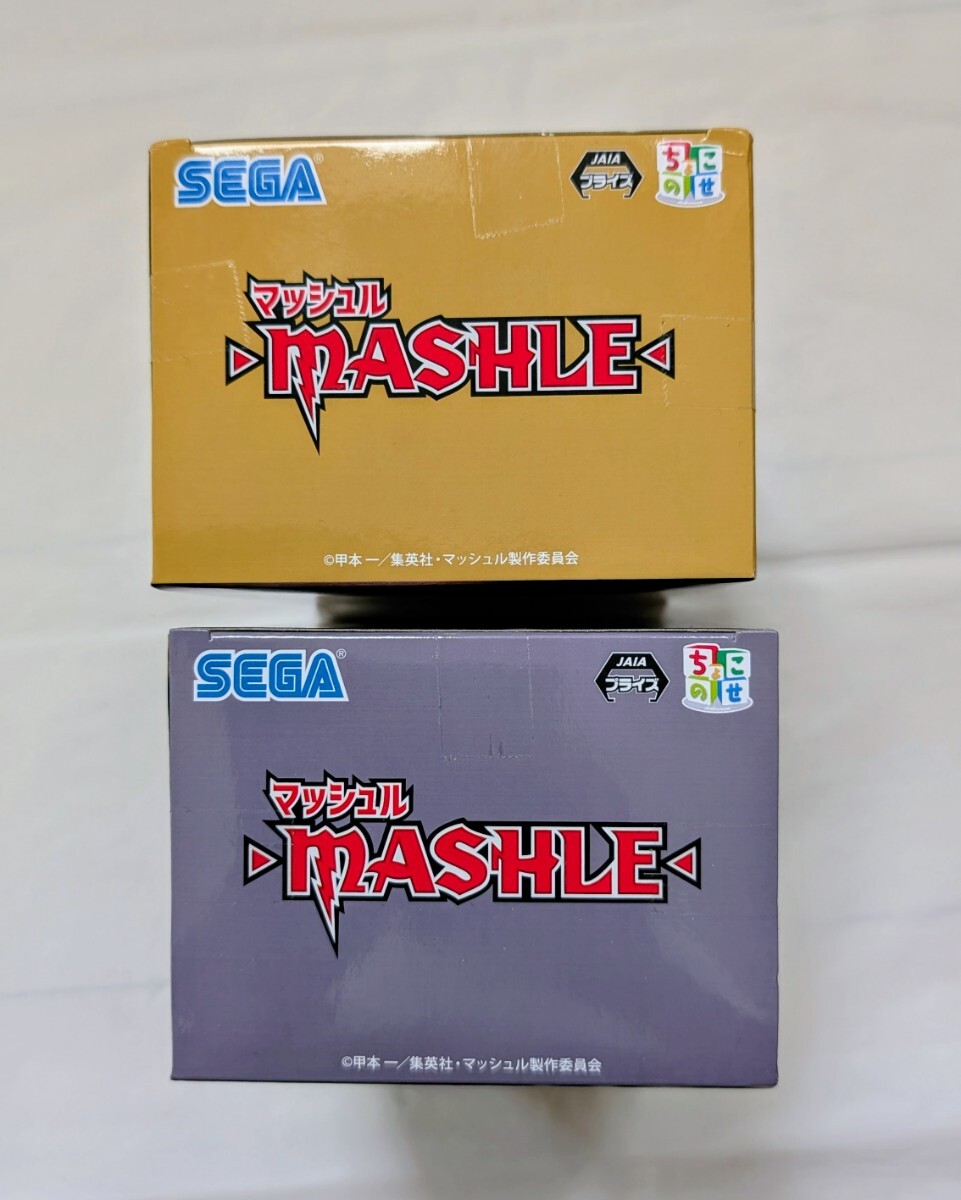 SEGA®
JAIA
プライズ
ちょこ
のせ
マッシュル
MASHLE
©甲本 一／集英社・マッシュル製作委員会
SEGA®
JAIA
プライズ
ちょこ
のせ
マッシュル
MASHLE
©甲本 一／集英社・マッシュル製作委員会